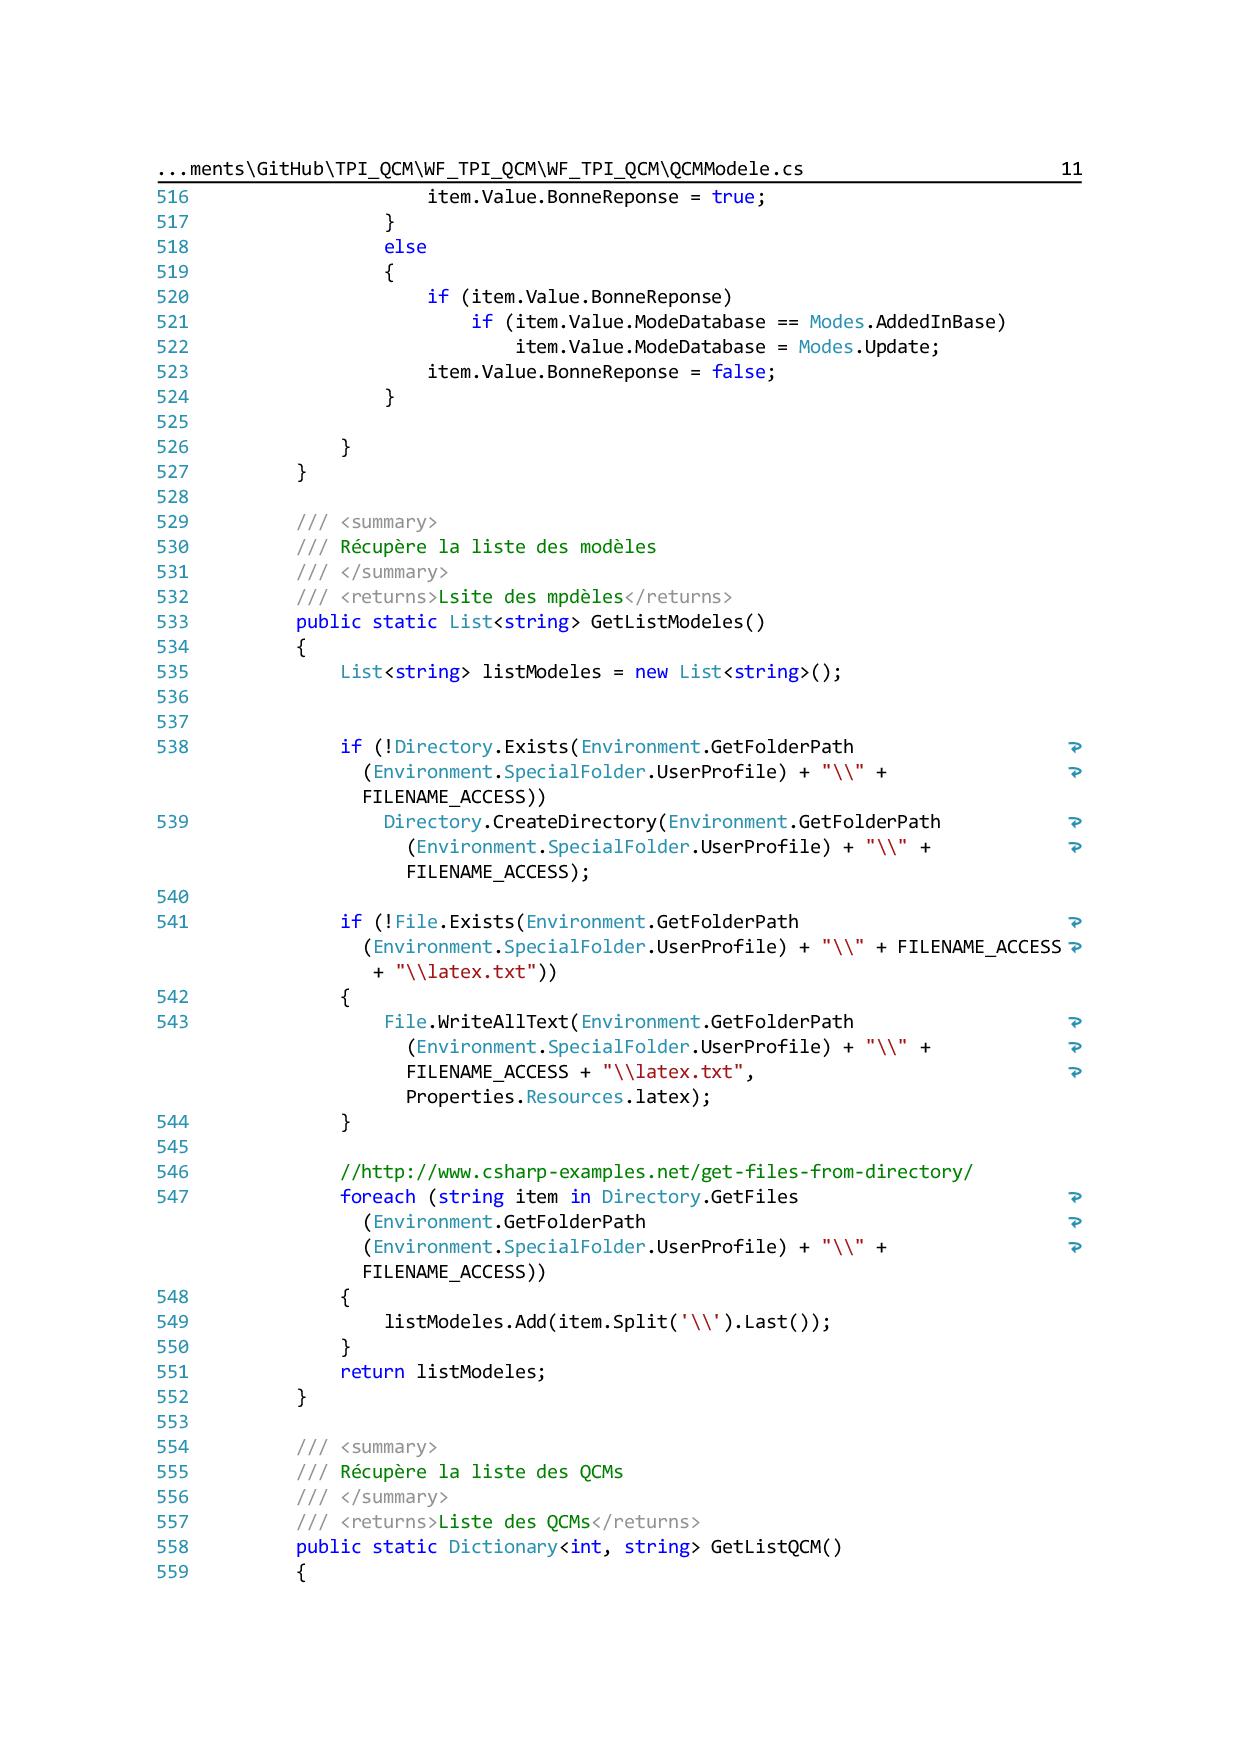 ...ments\GitHub\TPI_QCM\WF_TPI_QCM\WF_TPI_QCM\QCMModele.cs 11
516 item.Value.BonneReponse = true;
517 }
518 else
519 {
520 if (item.Value.BonneReponse)
521 if (item.Value.ModeDatabase == Modes.AddedInBase)
522 item.Value.ModeDatabase = Modes.Update;
523 item.Value.BonneReponse = false;
524 }
525
526 }
527 }
528
529 /// <summary>
530 /// Récupère la liste des modèles
531 /// </summary>
532 /// <returns>Lsite des mpdèles</returns>
533 public static List<string> GetListModeles()
534 {
535 List<string> listModeles = new List<string>();
536
537
538 if (!Directory.Exists(Environment.GetFolderPath
(Environment.SpecialFolder.UserProfile) + "\\" +
FILENAME_ACCESS))
539 Directory.CreateDirectory(Environment.GetFolderPath
(Environment.SpecialFolder.UserProfile) + "\\" +
FILENAME_ACCESS);
540
541 if (!File.Exists(Environment.GetFolderPath
(Environment.SpecialFolder.UserProfile) + "\\" + FILENAME_ACCESS
+ "\\latex.txt"))
542 {
543 File.WriteAllText(Environment.GetFolderPath
(Environment.SpecialFolder.UserProfile) + "\\" +
FILENAME_ACCESS + "\\latex.txt",
Properties.Resources.latex);
544 }
545
546 //http://www.csharp-examples.net/get-files-from-directory/
547 foreach (string item in Directory.GetFiles
(Environment.GetFolderPath
(Environment.SpecialFolder.UserProfile) + "\\" +
FILENAME_ACCESS))
548 {
549 listModeles.Add(item.Split('\\').Last());
550 }
551 return listModeles;
552 }
553
554 /// <summary>
555 /// Récupère la liste des QCMs
556 /// </summary>
557 /// <returns>Liste des QCMs</returns>
558 public static Dictionary<int, string> GetListQCM()
559 {